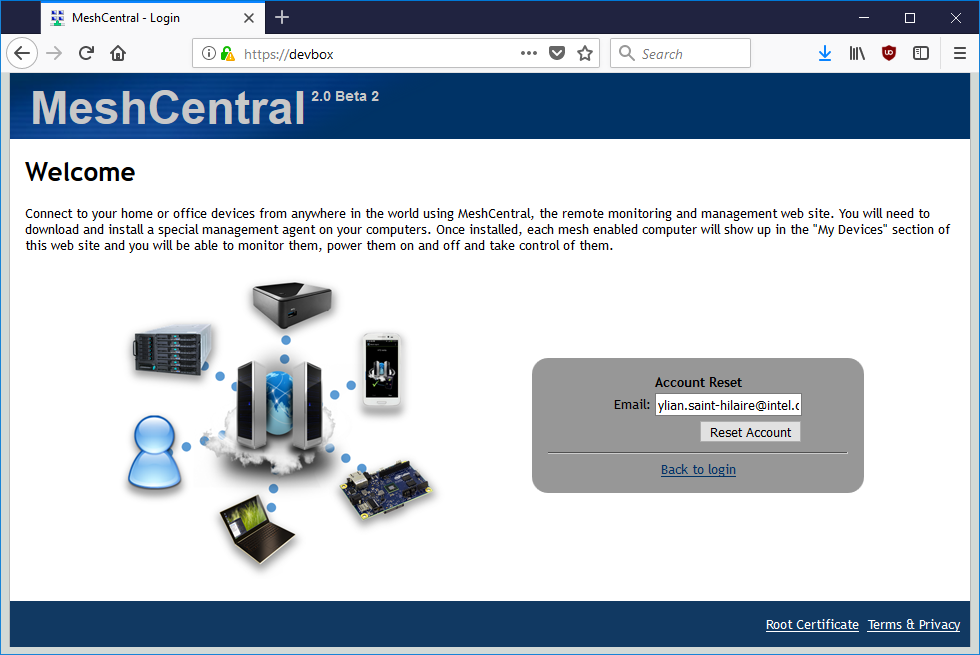 MeshCentral - Login
https://devbox
Search
MeshCentral 2.0 Beta 2
Welcome
Connect to your home or office devices from anywhere in the world using MeshCentral, the remote monitoring and management web site. You will need to
download and install a special management agent on your computers. Once installed, each mesh enabled computer will show up in the "My Devices" section of
this web site and you will be able to monitor them, power them on and off and take control of them.
Account Reset
Email: ylian.saint-hilaire@intel.c
Reset Account
Back to login
Root Certificate Terms & Privacy